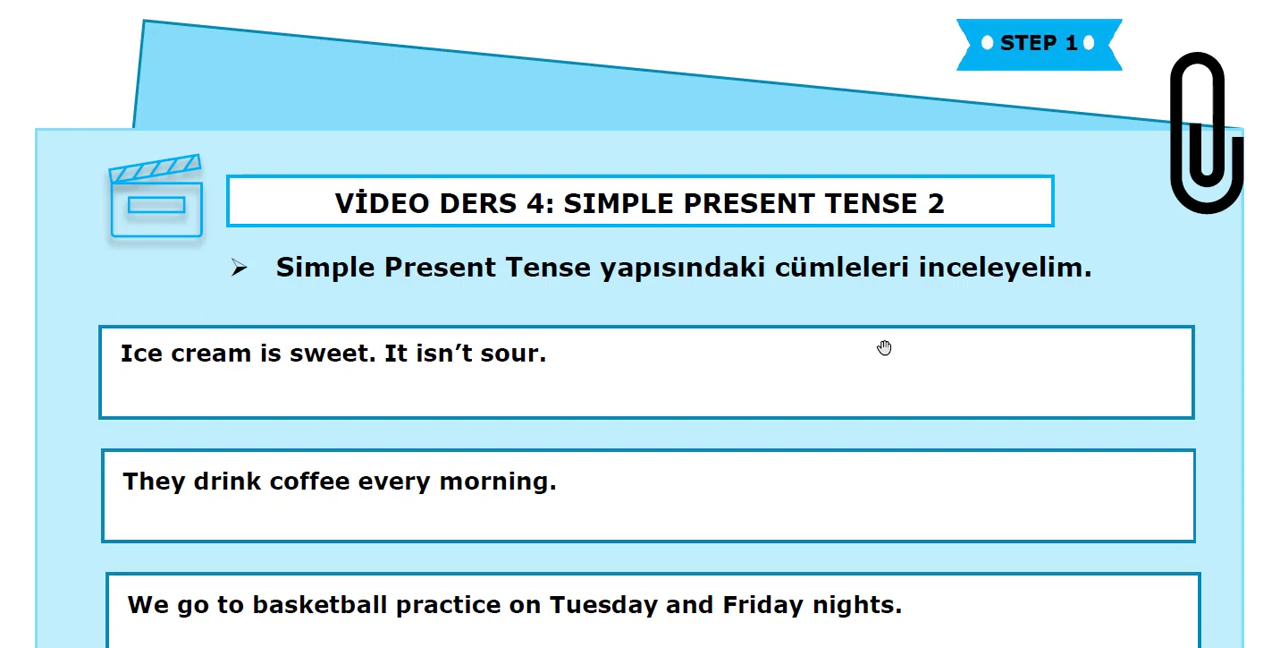 STEP 1
VİDEO DERS 4: SIMPLE PRESENT TENSE 2
Simple Present Tense yapısındaki cümleleri inceleyelim.
Ice cream is sweet. It isn’t sour.
They drink coffee every morning.
We go to basketball practice on Tuesday and Friday nights.